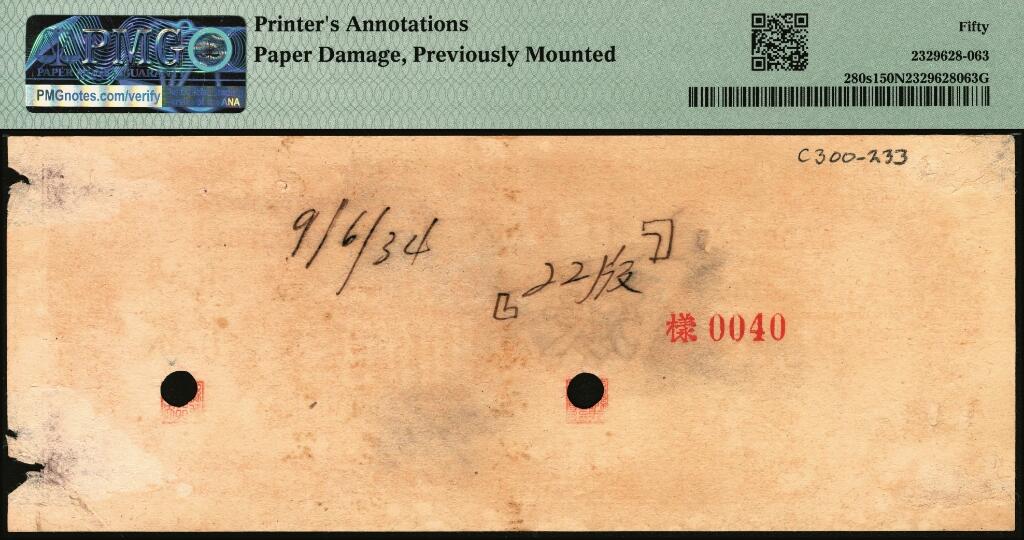 Printer's Annotations
Paper Damage, Previously Mounted
PMG
PMGnotes.com/verify
Fifty
2329628-063
280s150N2329628063G
C300-233
9/6/34
『22版』
樣 0040